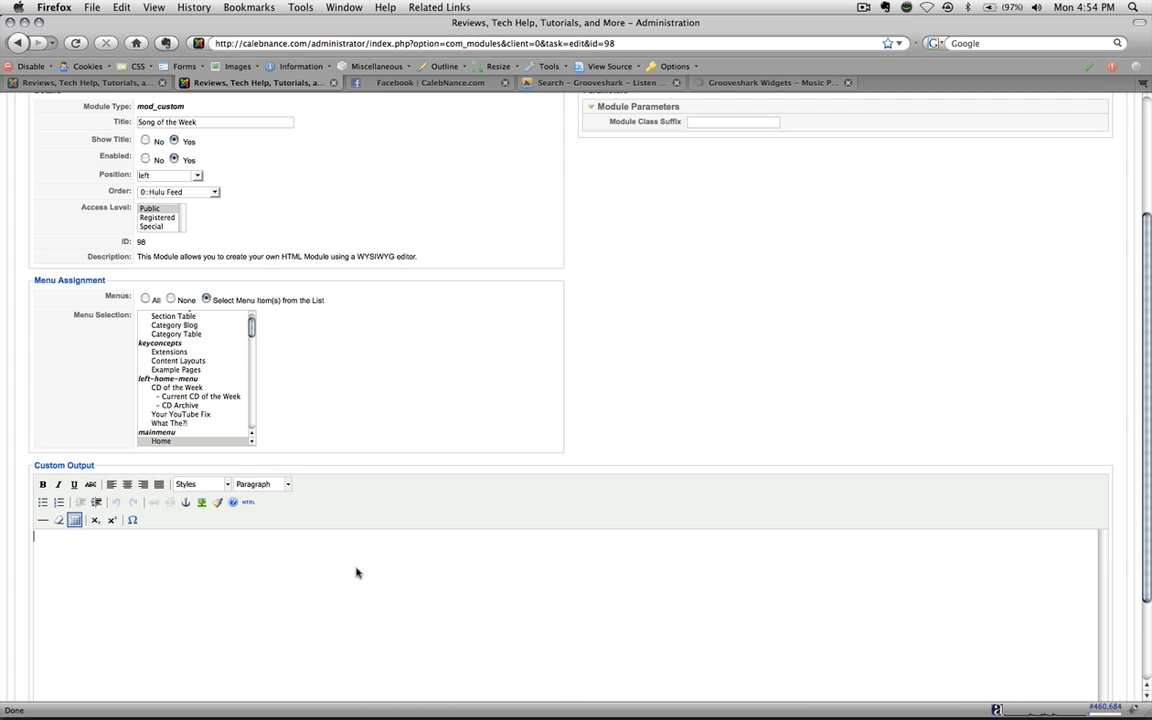 Firefox File Edit View History Bookmarks Tools Window Help Related Links (97%) Mon 4:54 PM
Reviews, Tech Help, Tutorials, and More – Administration
http://calebnance.com/administrator/index.php?option=com_modules&client=0&task=edit&id=98 Google
Disable Cookies CSS Forms Images Information Miscellaneous Outline Resize Tools View Source Options
Reviews, Tech Help, Tutorials, a... Reviews, Tech Help, Tutorials, a... Facebook | CalebNance.com Search – Grooveshark – Listen ... Grooveshark Widgets – Music P...
Module Type: mod_custom
Module Parameters
Title: Song of the Week
Module Class Suffix
Show Title: No Yes
Enabled: No Yes
Position: left
Order: 0::Hulu Feed
Access Level: Public
Registered
Special
ID: 98
Description: This Module allows you to create your own HTML Module using a WYSIWYG editor.
Menu Assignment
Menus: All None Select Menu Item(s) from the List
Menu Selection: Section Table
Category Blog
Category Table
keyconcepts
Extensions
Content Layouts
Example Pages
left-home-menu
CD of the Week
- Current CD of the Week
- CD Archive
Your YouTube Fix
What The?!
mainmenu
Home
Custom Output
B I U ABC Styles Paragraph
HTML
x₂ x² Ω
Done #460,684